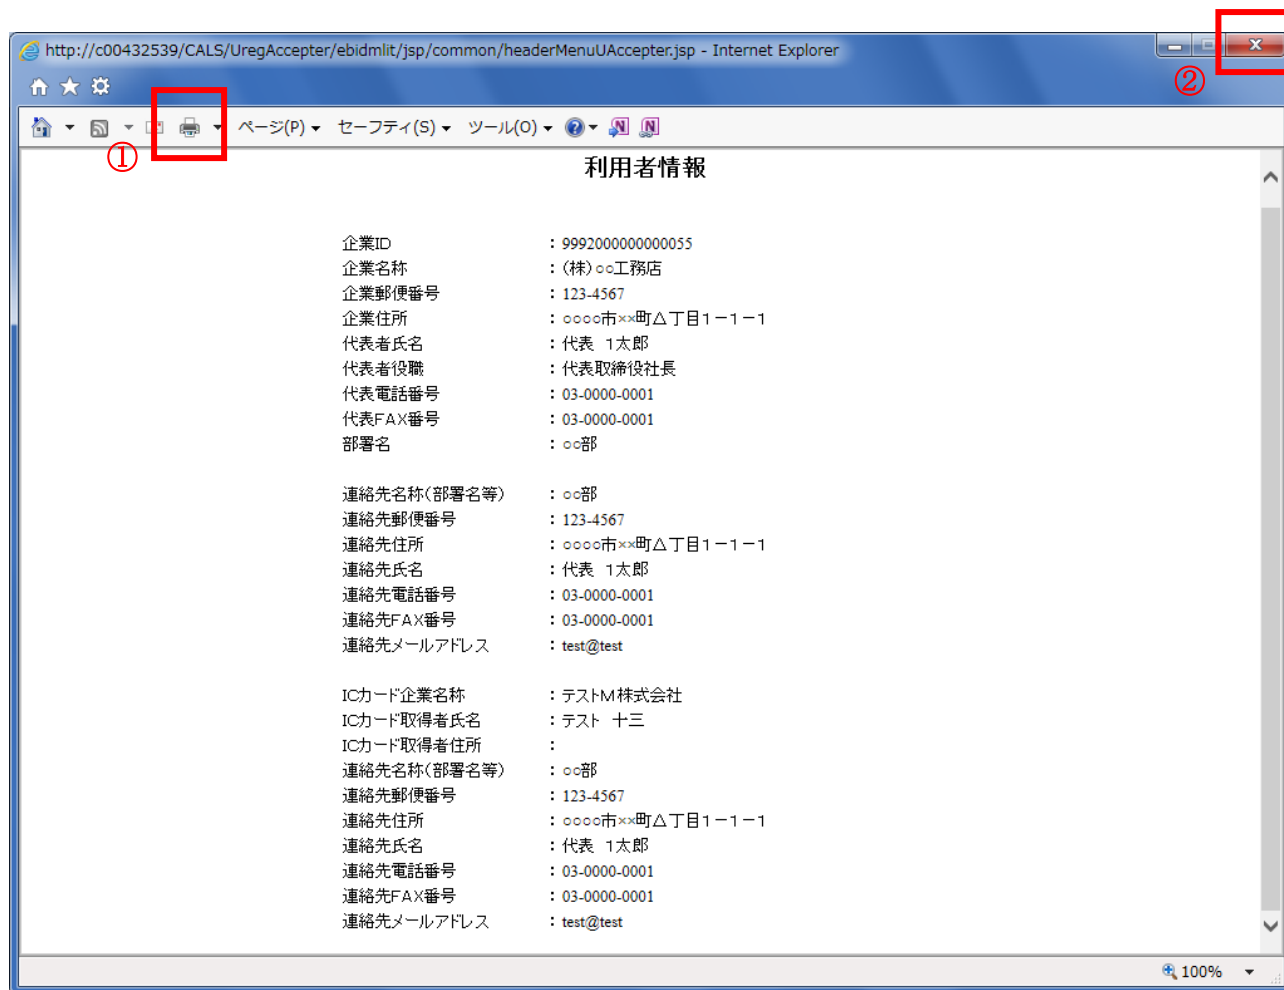 http://c00432539/CALS/UregAccepter/ebidmlit/jsp/common/headerMenuUAccepter.jsp - Internet Explorer
②
ページ(P) セーフティ(S) ツール(O)
①
利用者情報
企業ID : 9992000000000055
企業名称 : (株)○○工務店
企業郵便番号 : 123-4567
企業住所 : ○○○○市××町△丁目1-1-1
代表者氏名 : 代表 1太郎
代表者役職 : 代表取締役社長
代表電話番号 : 03-0000-0001
代表FAX番号 : 03-0000-0001
部署名 : ○○部
連絡先名称(部署名等) : ○○部
連絡先郵便番号 : 123-4567
連絡先住所 : ○○○○市××町△丁目1-1-1
連絡先氏名 : 代表 1太郎
連絡先電話番号 : 03-0000-0001
連絡先FAX番号 : 03-0000-0001
連絡先メールアドレス : test@test
ICカード企業名称 : テストM株式会社
ICカード取得者氏名 : テスト 十三
ICカード取得者住所 :
連絡先名称(部署名等) : ○○部
連絡先郵便番号 : 123-4567
連絡先住所 : ○○○○市××町△丁目1-1-1
連絡先氏名 : 代表 1太郎
連絡先電話番号 : 03-0000-0001
連絡先FAX番号 : 03-0000-0001
連絡先メールアドレス : test@test
100%